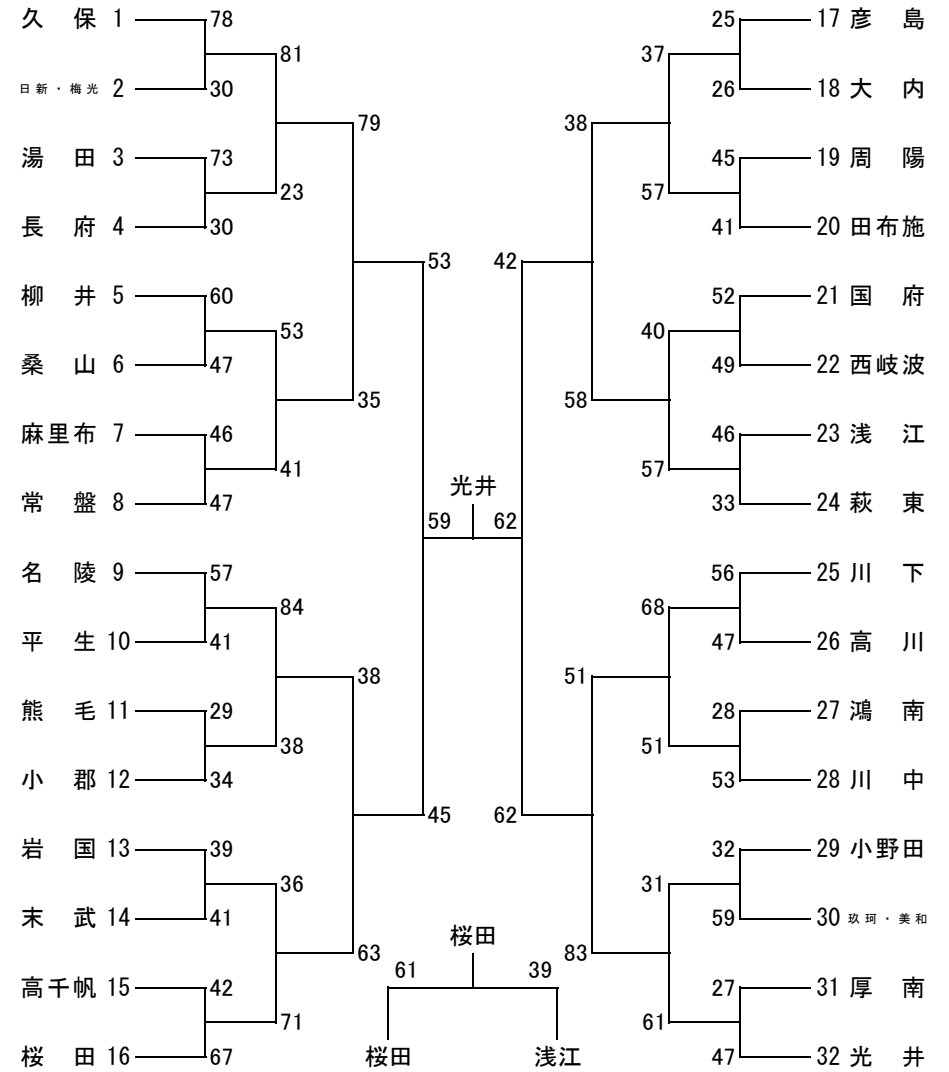 久保 1 78 25 17 彦島
81 37
日新・梅光 2 30 26 18 大内
79 38
湯田 3 73 45 19 周陽
23 57
長府 4 30 41 20 田布施
53 42
柳井 5 60 52 21 国府
53 40
桑山 6 47 49 22 西岐波
35 58
麻里布 7 46 46 23 浅江
41 57
常盤 8 47 33 24 萩東
光井
59 62
名陵 9 57 56 25 川下
84 68
平生 10 41 47 26 高川
38 51
熊毛 11 29 28 27 鴻南
38 51
小郡 12 34 53 28 川中
45 62
岩国 13 39 32 29 小野田
36 31
末武 14 41 59 30 玖珂・美和
桜田
63 83
61 39
高千帆 15 42 27 31 厚南
71 61
桜田 16 67 47 32 光井
桜田 浅江